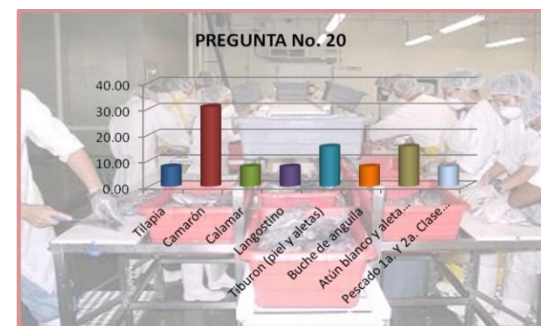 PREGUNTA No. 20
40.00
30.00
20.00
10.00
0.00
Tilapia
Camarón
Calamar
Langostino
Tiburon (piel y aletas)
Buche de anguila
Atún blanco y aleta...
Pescado 1a. Y 2a. Clase...